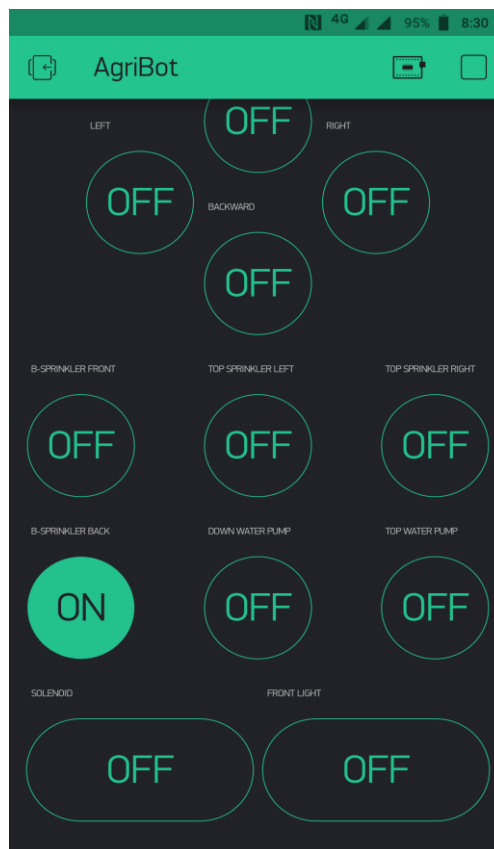 4G 95% 8:30
AgriBot
OFF
LEFT RIGHT
OFF OFF
BACKWARD
OFF
B-SPRINKLER FRONT TOP SPRINKLER LEFT TOP SPRINKLER RIGHT
OFF OFF OFF
B-SPRINKLER BACK DOWN WATER PUMP TOP WATER PUMP
ON OFF OFF
SOLENOID FRONT LIGHT
OFF OFF